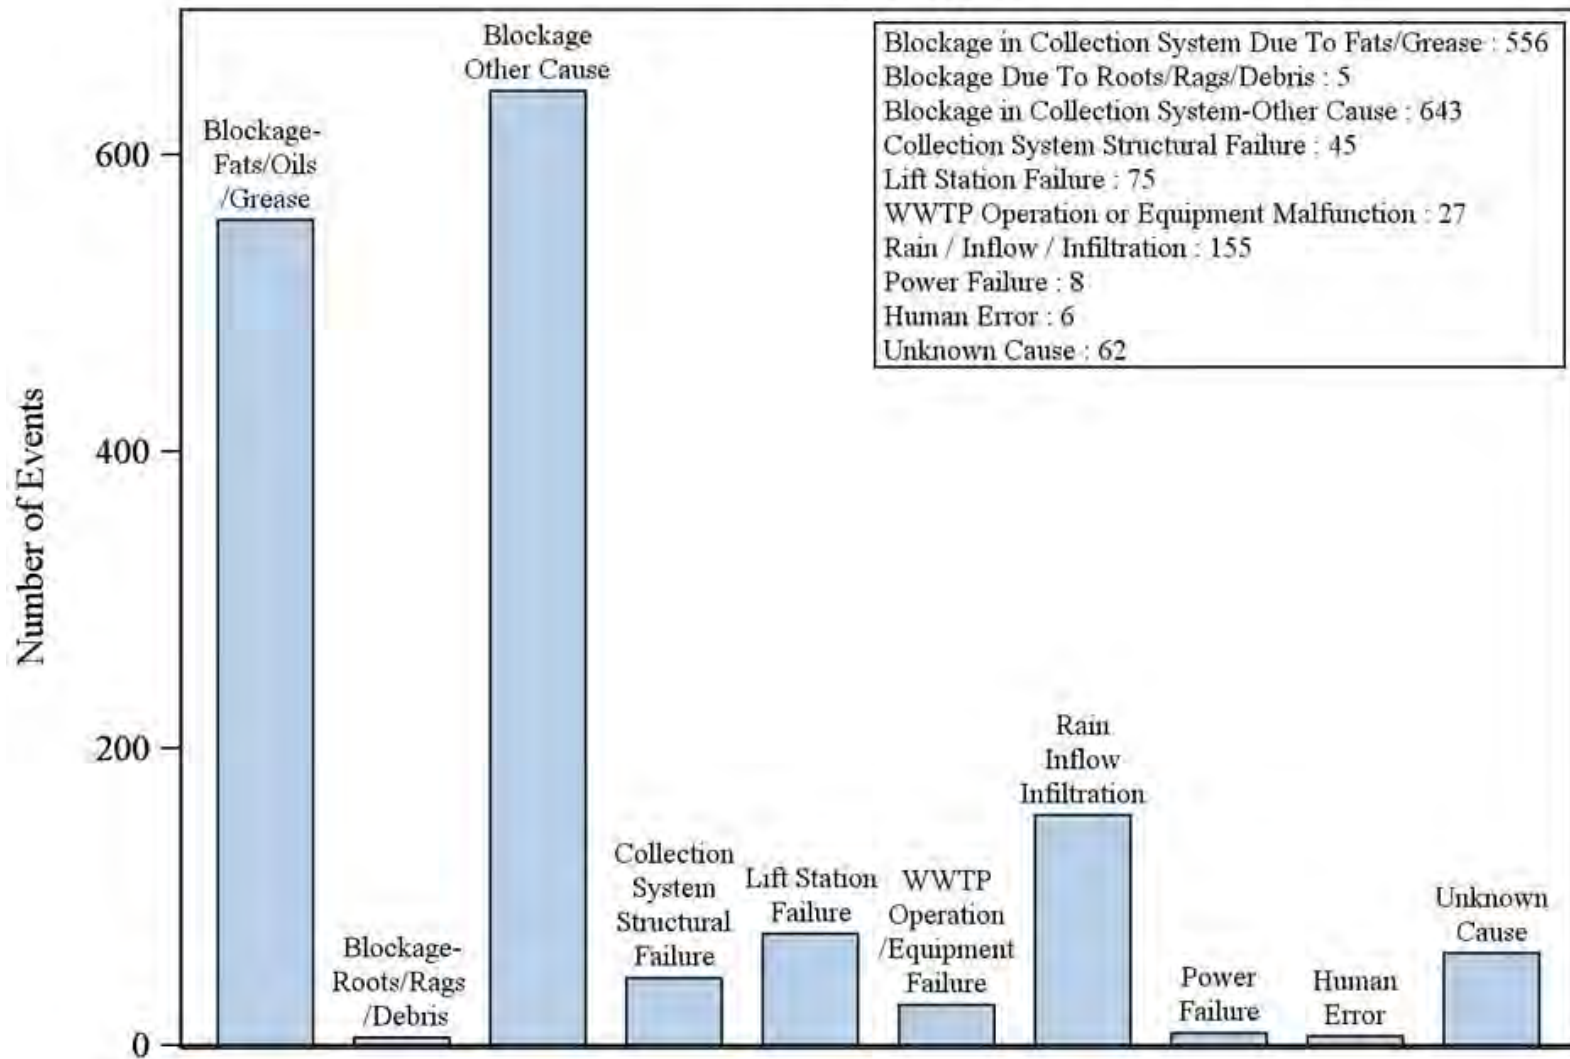 Blockage
Other Cause
Blockage-
Fats/Oils
/Grease
Blockage in Collection System Due To Fats/Grease : 556
Blockage Due To Roots/Rags/Debris : 5
Blockage in Collection System-Other Cause : 643
Collection System Structural Failure : 45
Lift Station Failure : 75
WWTP Operation or Equipment Malfunction : 27
Rain / Inflow / Infiltration : 155
Power Failure : 8
Human Error : 6
Unknown Cause : 62
Number of Events
600
400
200
0
Blockage-
Roots/Rags
/Debris
Collection
System
Structural
Failure
Lift Station
Failure
WWTP
Operation
/Equipment
Failure
Rain
Inflow
Infiltration
Power
Failure
Human
Error
Unknown
Cause